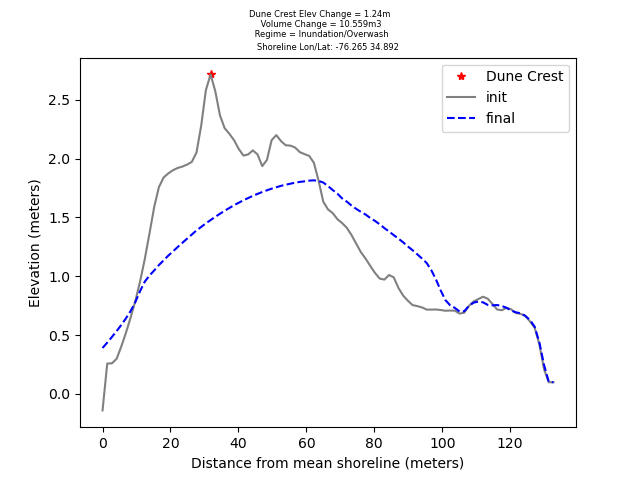 Dune Crest Elev Change = 1.24m
Volume Change = 10.559m3
Regime = Inundation/Overwash
Shoreline Lon/Lat: -76.265 34.892
Dune Crest
init
final
Elevation (meters)
2.5
2.0
1.5
1.0
0.5
0.0
0 20 40 60 80 100 120
Distance from mean shoreline (meters)